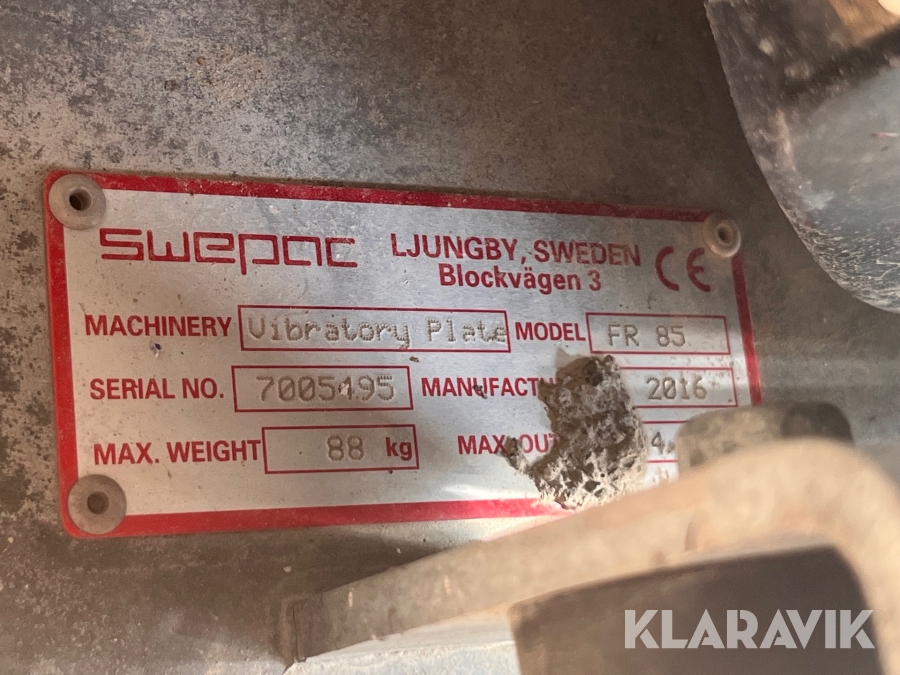 swepac LJUNGBY, SWEDEN CE
Blockvägen 3
MACHINERY Vibratory Plate MODEL FR 85
SERIAL NO. 7005495 2016
MAX. WEIGHT 88 kg MAX.
KLARAVIK